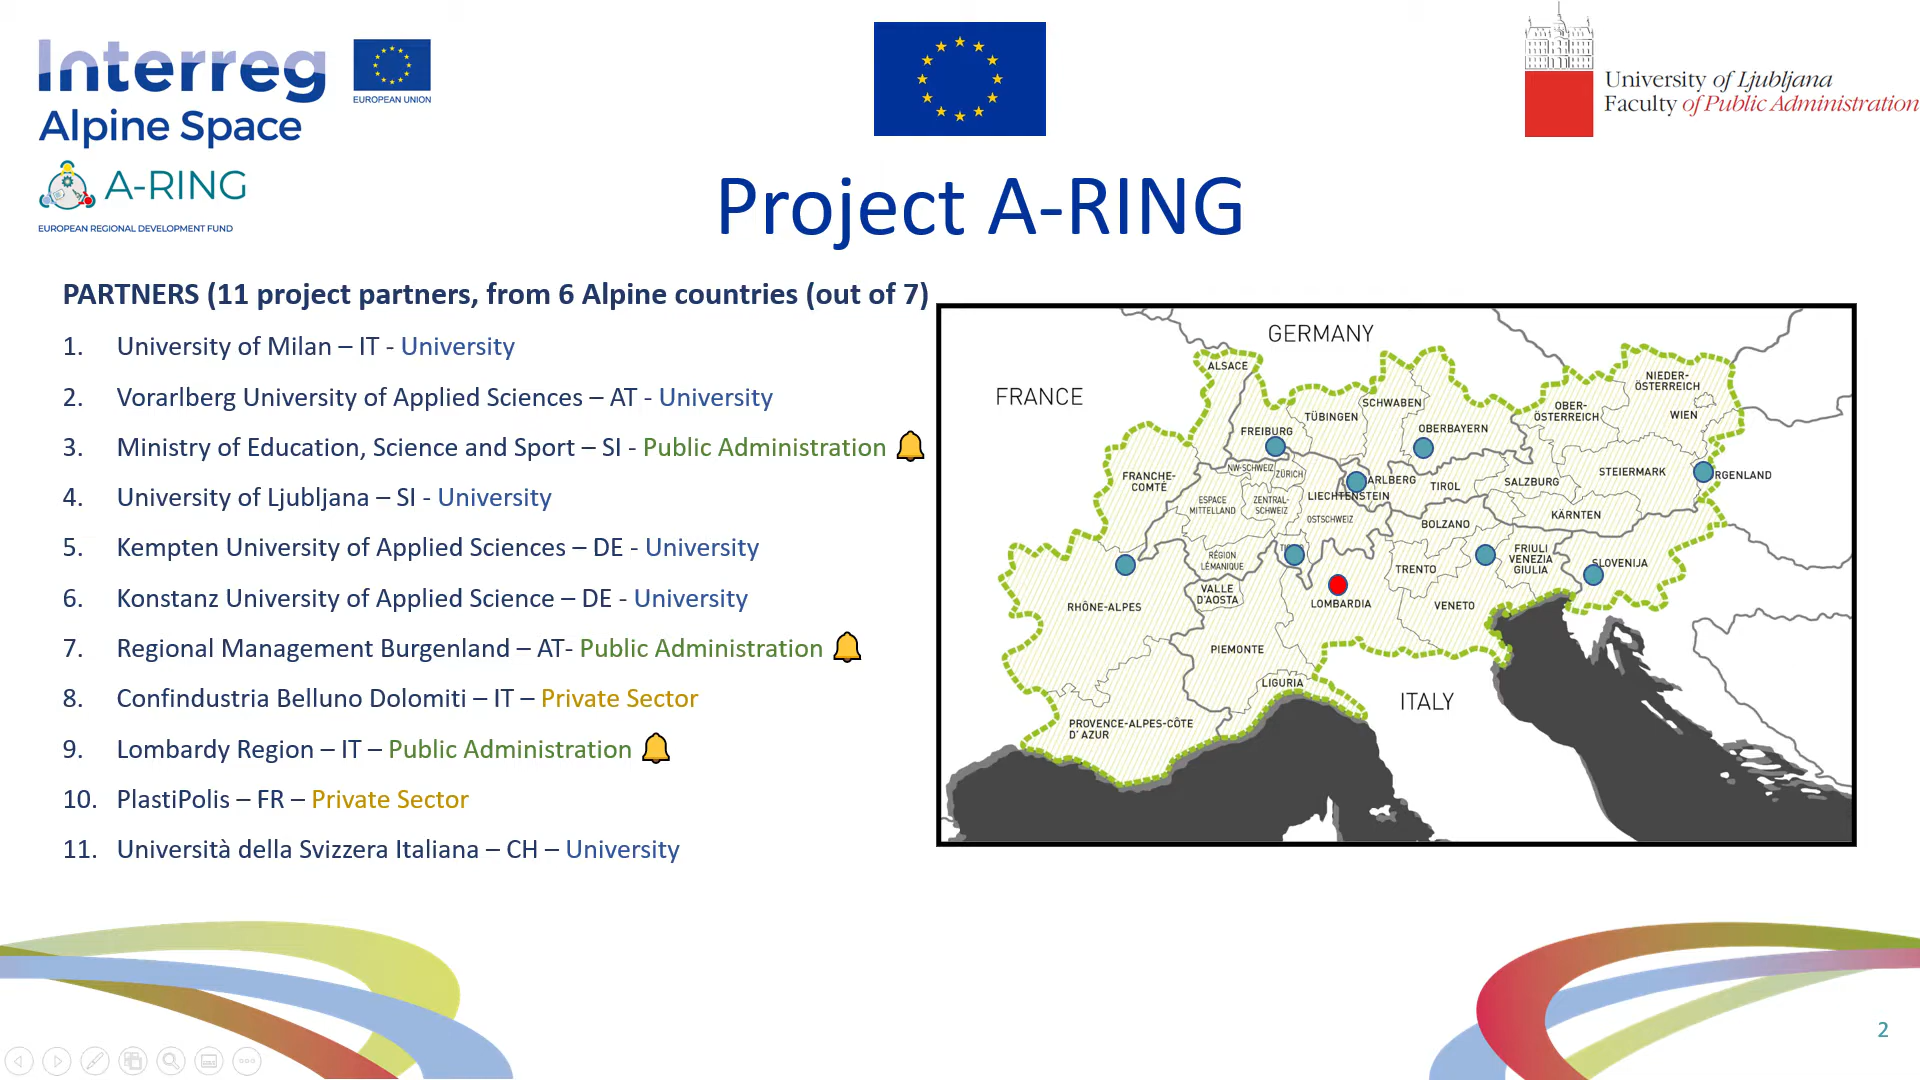 Interreg
EUROPEAN UNION
Alpine Space
A-RING
EUROPEAN REGIONAL DEVELOPMENT FUND
University of Ljubljana
Faculty of Public Administration
Project A-RING
PARTNERS (11 project partners, from 6 Alpine countries (out of 7)
1. University of Milan – IT - University
2. Vorarlberg University of Applied Sciences – AT - University
3. Ministry of Education, Science and Sport – SI - Public Administration
4. University of Ljubljana – SI - University
5. Kempten University of Applied Sciences – DE - University
6. Konstanz University of Applied Science – DE - University
7. Regional Management Burgenland – AT- Public Administration
8. Confindustria Belluno Dolomiti – IT – Private Sector
9. Lombardy Region – IT – Public Administration
10. PlastiPolis – FR – Private Sector
11. Università della Svizzera Italiana – CH – University
GERMANY
FRANCE
ALSACE
NIEDER-
ÖSTERREICH
SCHWABEN
TÜBINGEN
OBER-
ÖSTERREICH
WIEN
FREIBURG
OBERBAYERN
NW-SCHWEIZ
ZÜRICH
STEIERMARK
RGENLAND
FRANCHE-
COMTÉ
ARLBERG
TIROL
SALZBURG
LIECHTENSTEIN
ESPACE
MITTELLAND
ZENTRAL-
SCHWEIZ
OSTSCHWEIZ
KÄRNTEN
BOLZANO
RÉGION
LÉMANIQUE
FRIULI
VENEZIA
GIULIA
SLOVENIJA
TRENTO
VALLE
D'AOSTA
RHÔNE-ALPES
LOMBARDIA
VENETO
PIEMONTE
LIGURIA
ITALY
PROVENCE-ALPES-CÔTE
D' AZUR
2